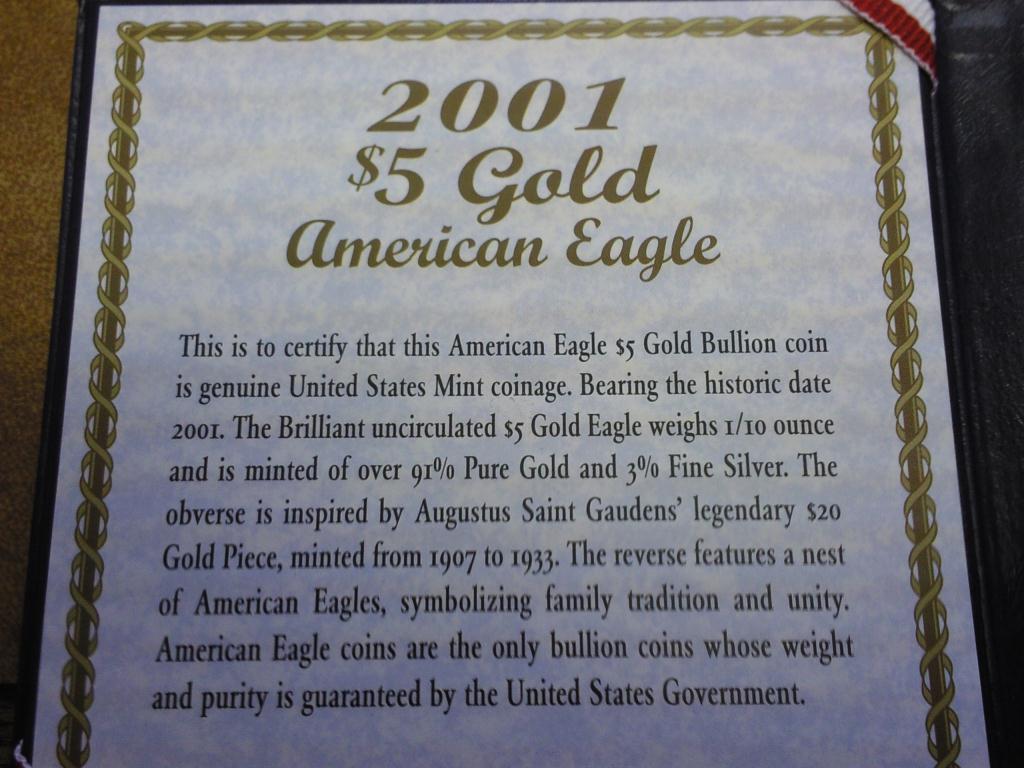 2001
$5 Gold
American Eagle
This is to certify that this American Eagle $5 Gold Bullion coin
is genuine United States Mint coinage. Bearing the historic date
2001. The Brilliant uncirculated $5 Gold Eagle weighs 1/10 ounce
and is minted of over 91% Pure Gold and 3% Fine Silver. The
obverse is inspired by Augustus Saint Gaudens' legendary $20
Gold Piece, minted from 1907 to 1933. The reverse features a nest
of American Eagles, symbolizing family tradition and unity.
American Eagle coins are the only bullion coins whose weight
and purity is guaranteed by the United States Government.